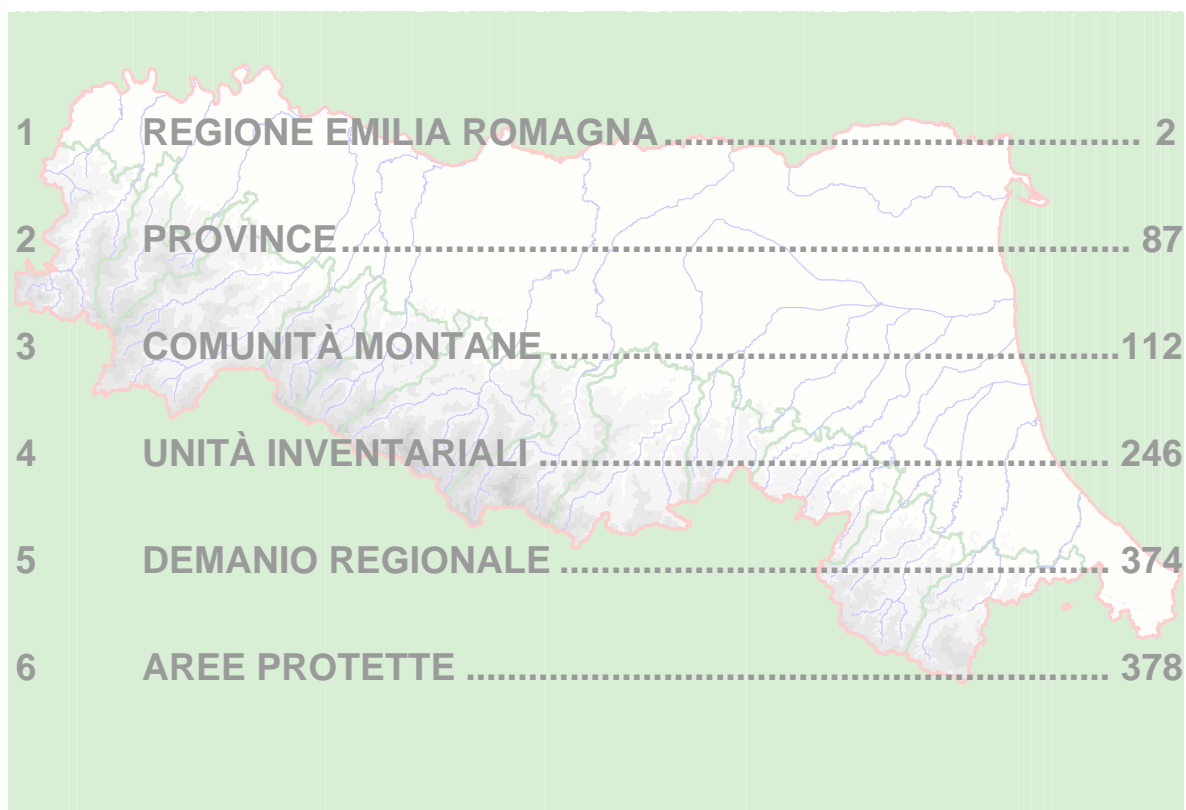 1 REGIONE EMILIA ROMAGNA.............................................. 2
2 PROVINCE............................................................................ 87
3 COMUNITÀ MONTANE.......................................................112
4 UNITÀ INVENTARIALI ....................................................... 246
5 DEMANIO REGIONALE ..................................................... 374
6 AREE PROTETTE .............................................................. 378